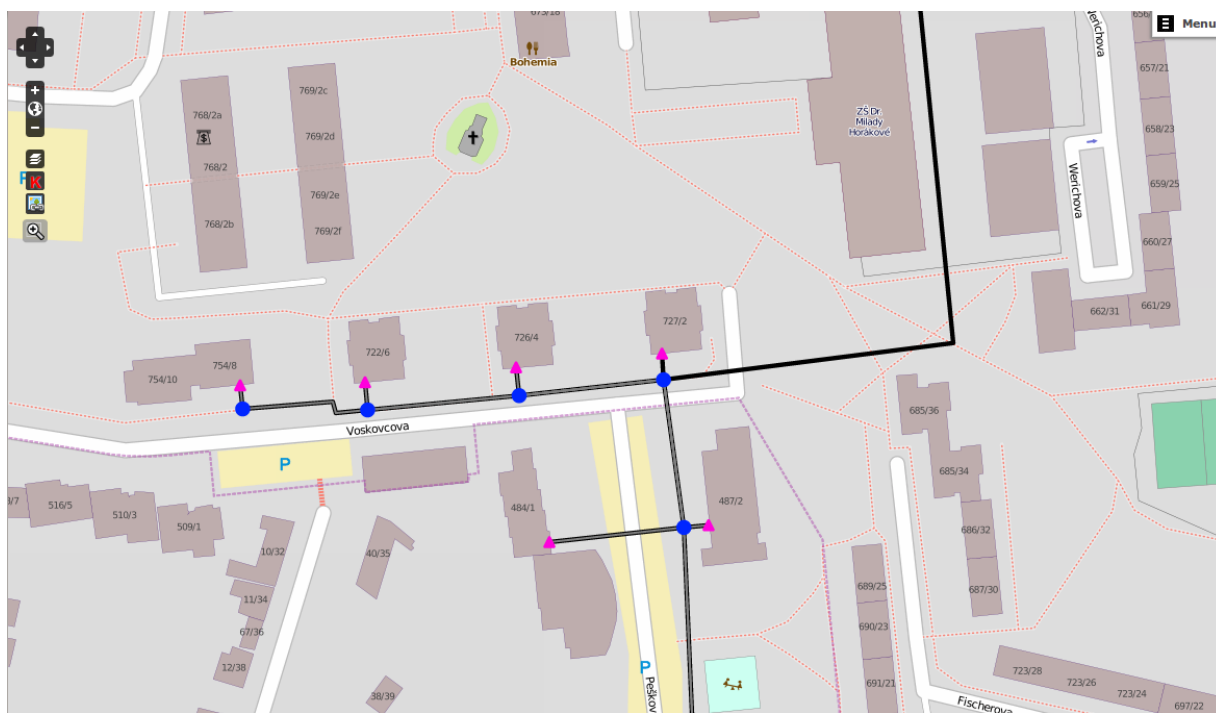 673/18
Bohemia
Menu
656
Werichova
657/21
768/2a
769/2c
ZŠ Dr.
Milady
Horákové
658/23
769/2d
768/2
P
K
Werichova
659/25
769/2e
768/2b
769/2f
660/27
661/29
662/31
727/2
726/4
722/6
754/8
754/10
685/36
Voskovcova
P
685/34
516/5
510/3
509/1
484/1
487/2
686/32
10/32
40/35
687/30
689/25
11/34
67/36
690/23
12/38
P
Peškov
723/28
723/26
723/24
691/21
38/39
697/22
Fischerova